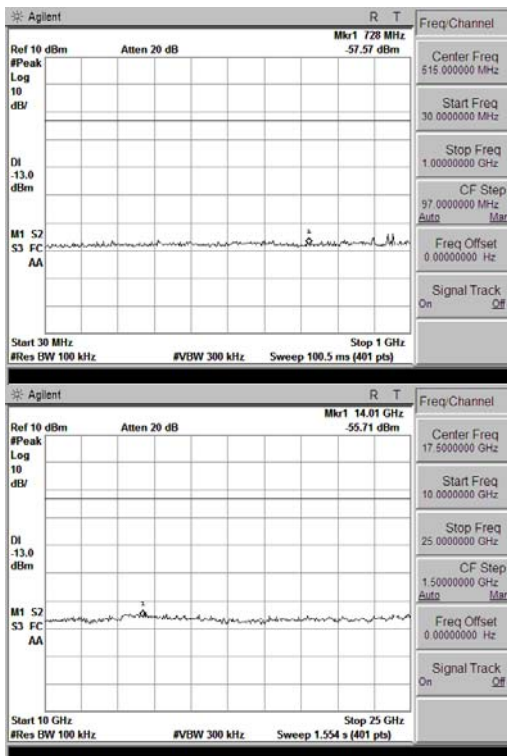 Agilent R T Freq/Channel
Mkr1 728 MHz
Ref 10 dBm Atten 20 dB -57.57 dBm
#Peak
Log
10
dB/
DI
-13.0
dBm
M1 S2
S3 FC
AA
Start 30 MHz Stop 1 GHz
#Res BW 100 kHz #VBW 300 kHz Sweep 100.5 ms (401 pts)
Center Freq
515.000000 MHz
Start Freq
30.0000000 MHz
Stop Freq
1.00000000 GHz
CF Step
97.0000000 MHz
Auto Man
Freq Offset
0.00000000 Hz
Signal Track
On Off
Agilent R T Freq/Channel
Mkr1 14.01 GHz
Ref 10 dBm Atten 20 dB -55.71 dBm
#Peak
Log
10
dB/
DI
-13.0
dBm
M1 S2
S3 FC
AA
Start 10 GHz Stop 25 GHz
#Res BW 100 kHz #VBW 300 kHz Sweep 1.554 s (401 pts)
Center Freq
17.5000000 GHz
Start Freq
10.0000000 GHz
Stop Freq
25.0000000 GHz
CF Step
1.50000000 GHz
Auto Man
Freq Offset
0.00000000 Hz
Signal Track
On Off